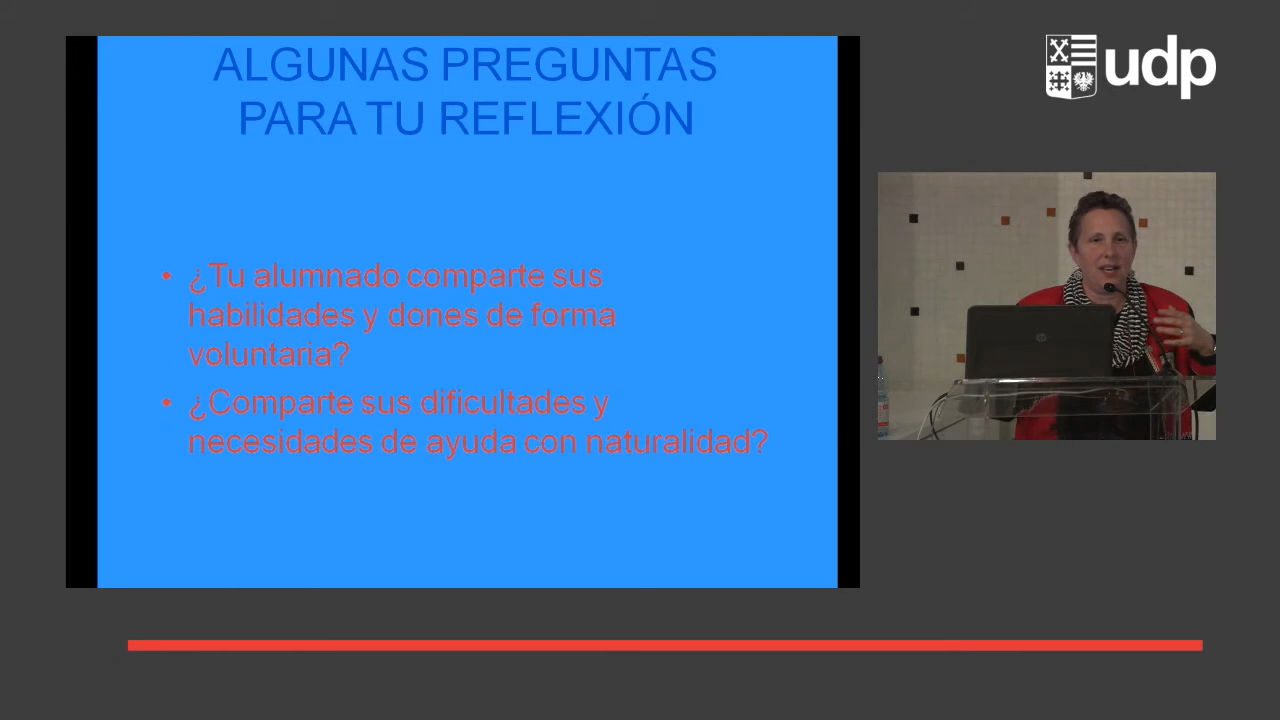 ALGUNAS PREGUNTAS
PARA TU REFLEXIÓN
udp
• ¿Tu alumnado comparte sus
habilidades y dones de forma
voluntaria?
• ¿Comparte sus dificultades y
necesidades de ayuda con naturalidad?
hp